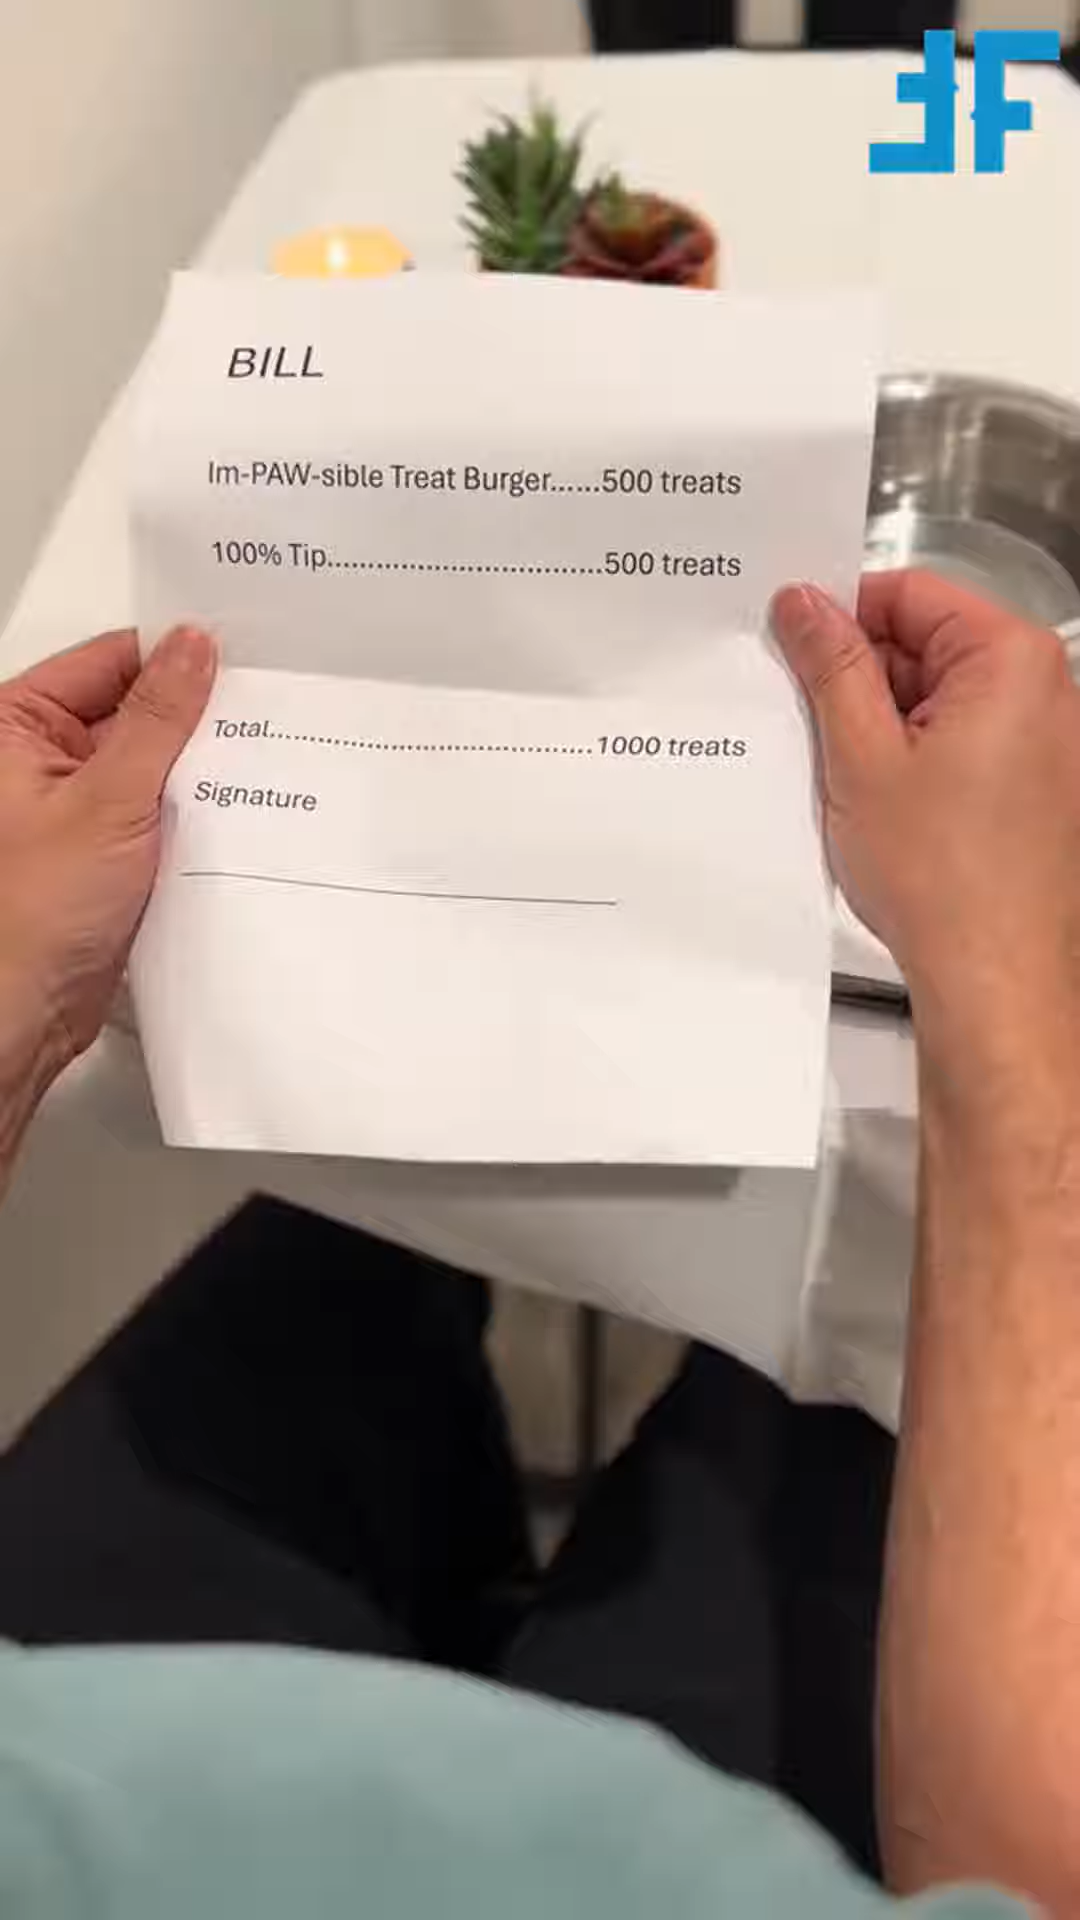 BILL
Im-PAW-sible Treat Burger......500 treats
100% Tip.................................500 treats
Total.......................................1000 treats
Signature